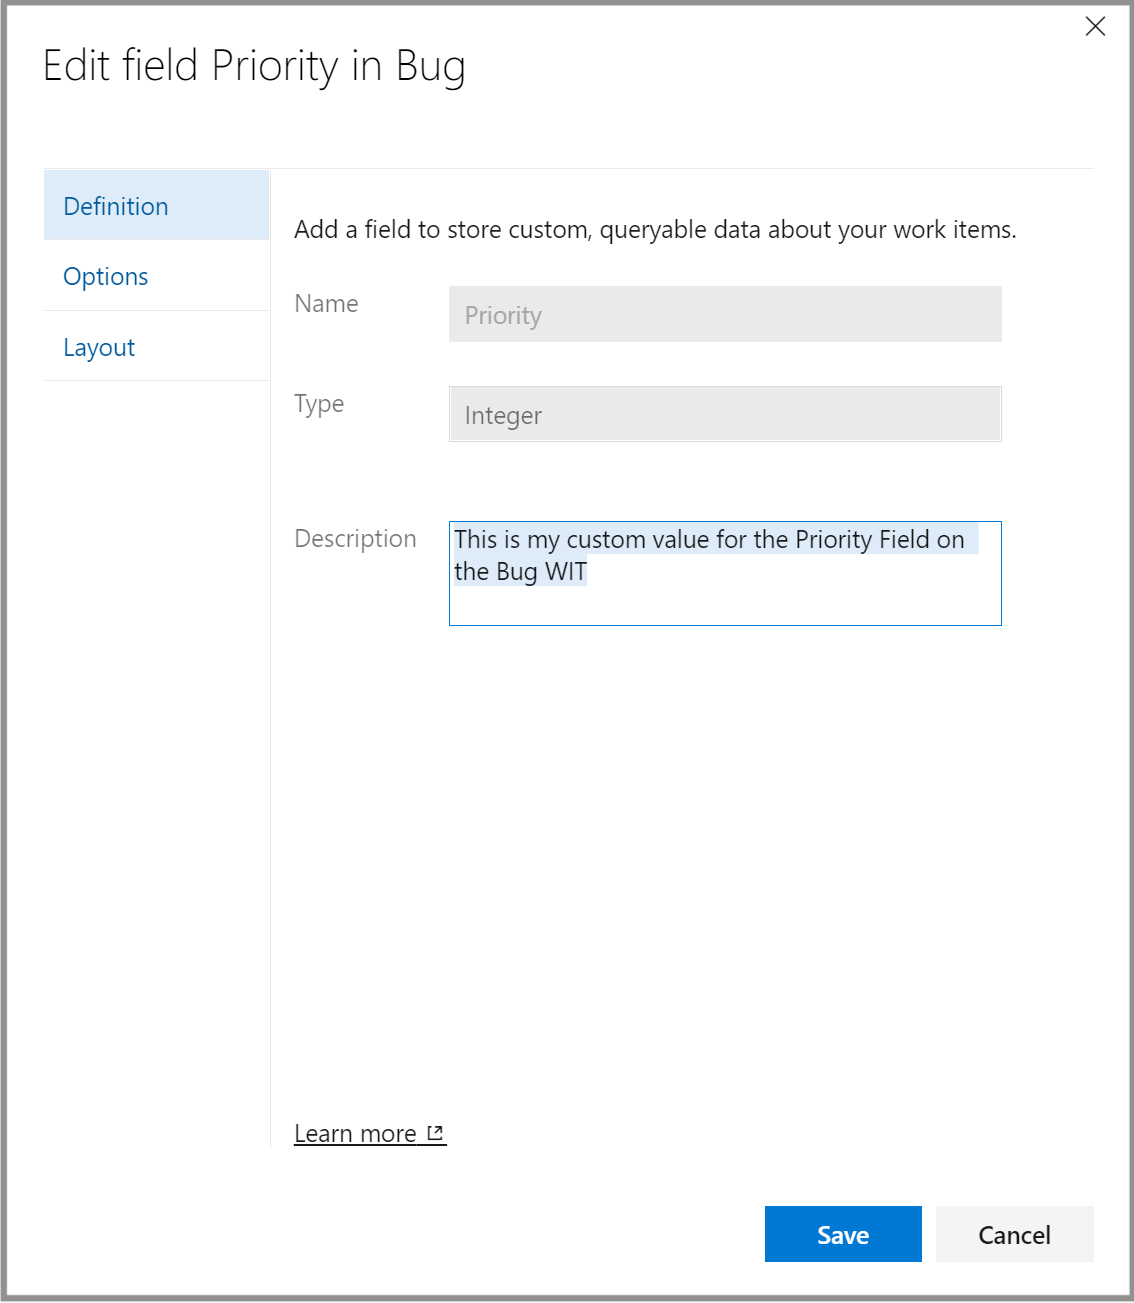 Edit field Priority in Bug
Definition
Options
Layout
Add a field to store custom, queryable data about your work items.
Name
Priority
Type
Integer
Description
This is my custom value for the Priority Field on
the Bug WIT
Learn more
Save
Cancel